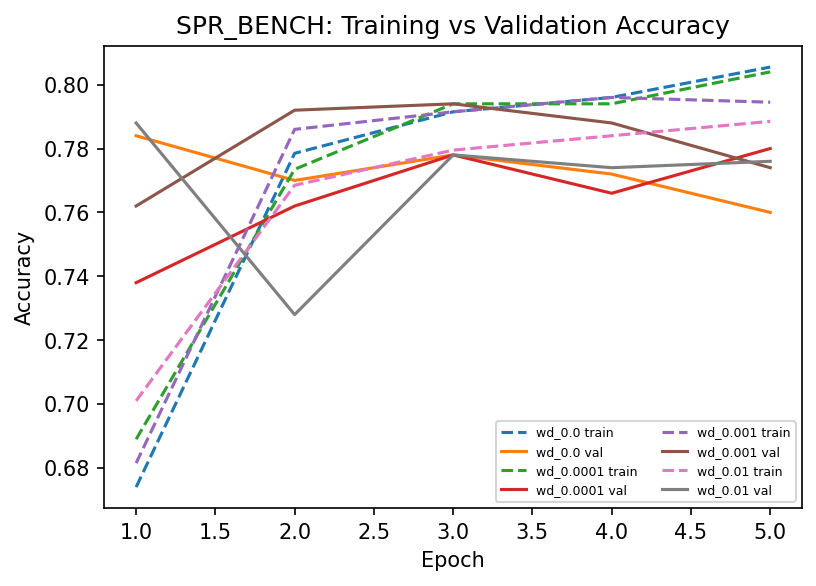 SPR_BENCH: Training vs Validation Accuracy
Accuracy
0.80
0.78
0.76
0.74
0.72
0.70
0.68
1.0 1.5 2.0 2.5 3.0 3.5 4.0 4.5 5.0
Epoch
wd_0.0 train
wd_0.0 val
wd_0.0001 train
wd_0.0001 val
wd_0.001 train
wd_0.001 val
wd_0.01 train
wd_0.01 val